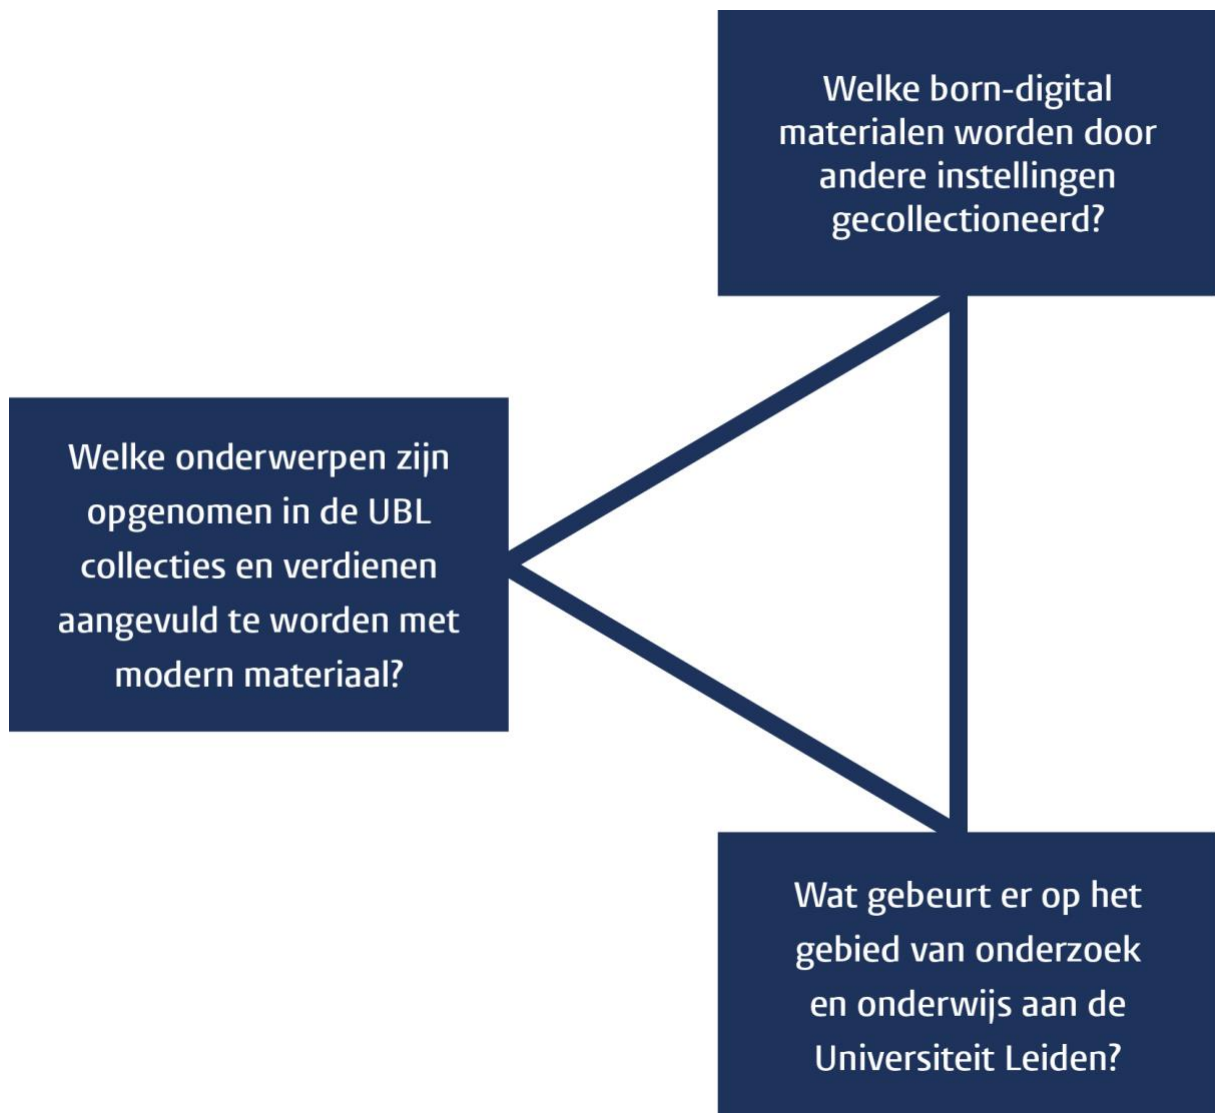 Welke born-digital
materialen worden door
andere instellingen
gecollectioneerd?
Welke onderwerpen zijn
opgenomen in de UBL
collecties en verdienen
aangevuld te worden met
modern materiaal?
Wat gebeurt er op het
gebied van onderzoek
en onderwijs aan de
Universiteit Leiden?